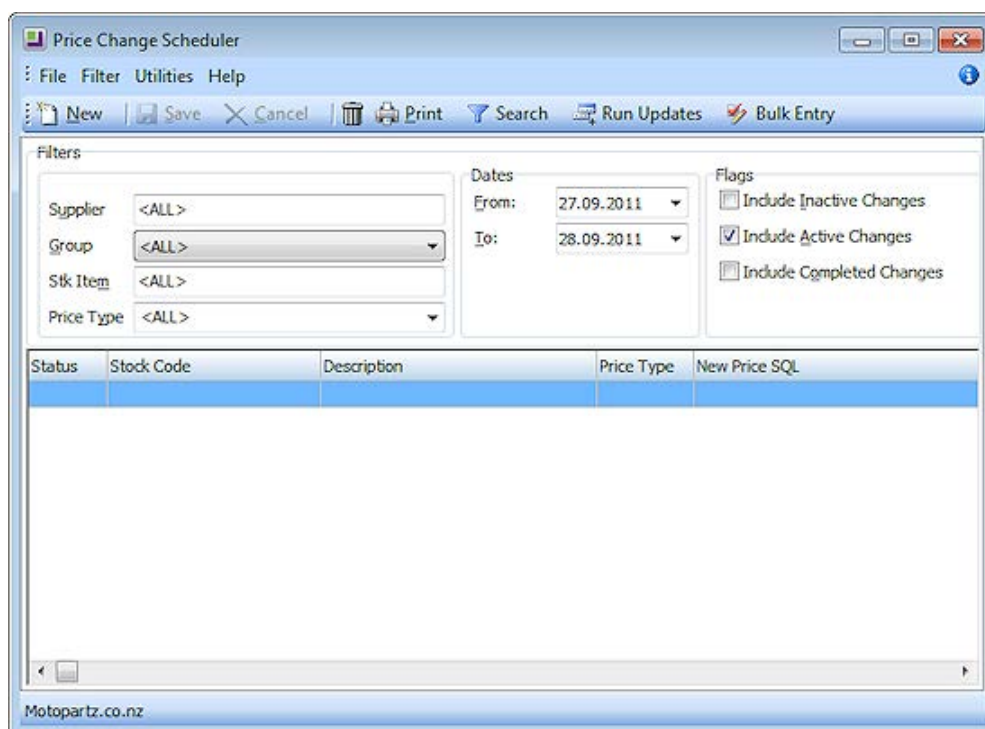 Price Change Scheduler
File Filter Utilities Help
New Save Cancel Print Search Run Updates Bulk Entry
Filters
Supplier <ALL>
Group <ALL>
Stk Item <ALL>
Price Type <ALL>
Dates
From: 27.09.2011
To: 28.09.2011
Flags
Include Inactive Changes
Include Active Changes
Include Completed Changes
Status Stock Code Description Price Type New Price SQL
Motopartz.co.nz